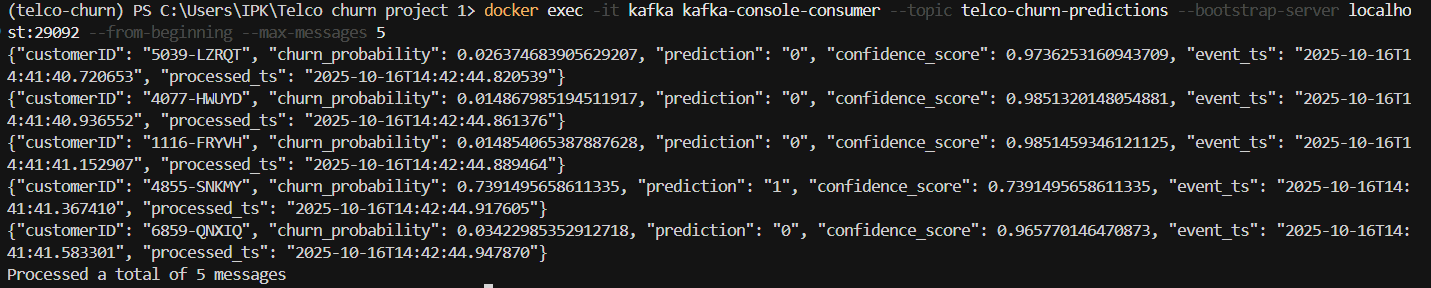 (telco-churn) PS C:\Users\IPK\Telco churn project 1> docker exec -it kafka kafka-console-consumer --topic telco-churn-predictions --bootstrap-server localho
st:29092 --from-beginning --max-messages 5
{"customerID": "5039-LZRQT", "churn_probability": 0.026374683905629207, "prediction": "0", "confidence_score": 0.9736253160943709, "event_ts": "2025-10-16T1
4:41:40.720653", "processed_ts": "2025-10-16T14:42:44.820539"}
{"customerID": "4077-HWUYD", "churn_probability": 0.014867985194511917, "prediction": "0", "confidence_score": 0.9851320148054881, "event_ts": "2025-10-16T1
4:41:40.936552", "processed_ts": "2025-10-16T14:42:44.861376"}
{"customerID": "1116-FRYVH", "churn_probability": 0.014854065387887628, "prediction": "0", "confidence_score": 0.9851459346121125, "event_ts": "2025-10-16T1
4:41:41.152907", "processed_ts": "2025-10-16T14:42:44.889464"}
{"customerID": "4855-SNKMY", "churn_probability": 0.7391495658611335, "prediction": "1", "confidence_score": 0.7391495658611335, "event_ts": "2025-10-16T14:
41:41.367410", "processed_ts": "2025-10-16T14:42:44.917605"}
{"customerID": "6859-QNXIQ", "churn_probability": 0.03422985352912718, "prediction": "0", "confidence_score": 0.965770146470873, "event_ts": "2025-10-16T14:
41:41.583301", "processed_ts": "2025-10-16T14:42:44.947870"}
Processed a total of 5 messages